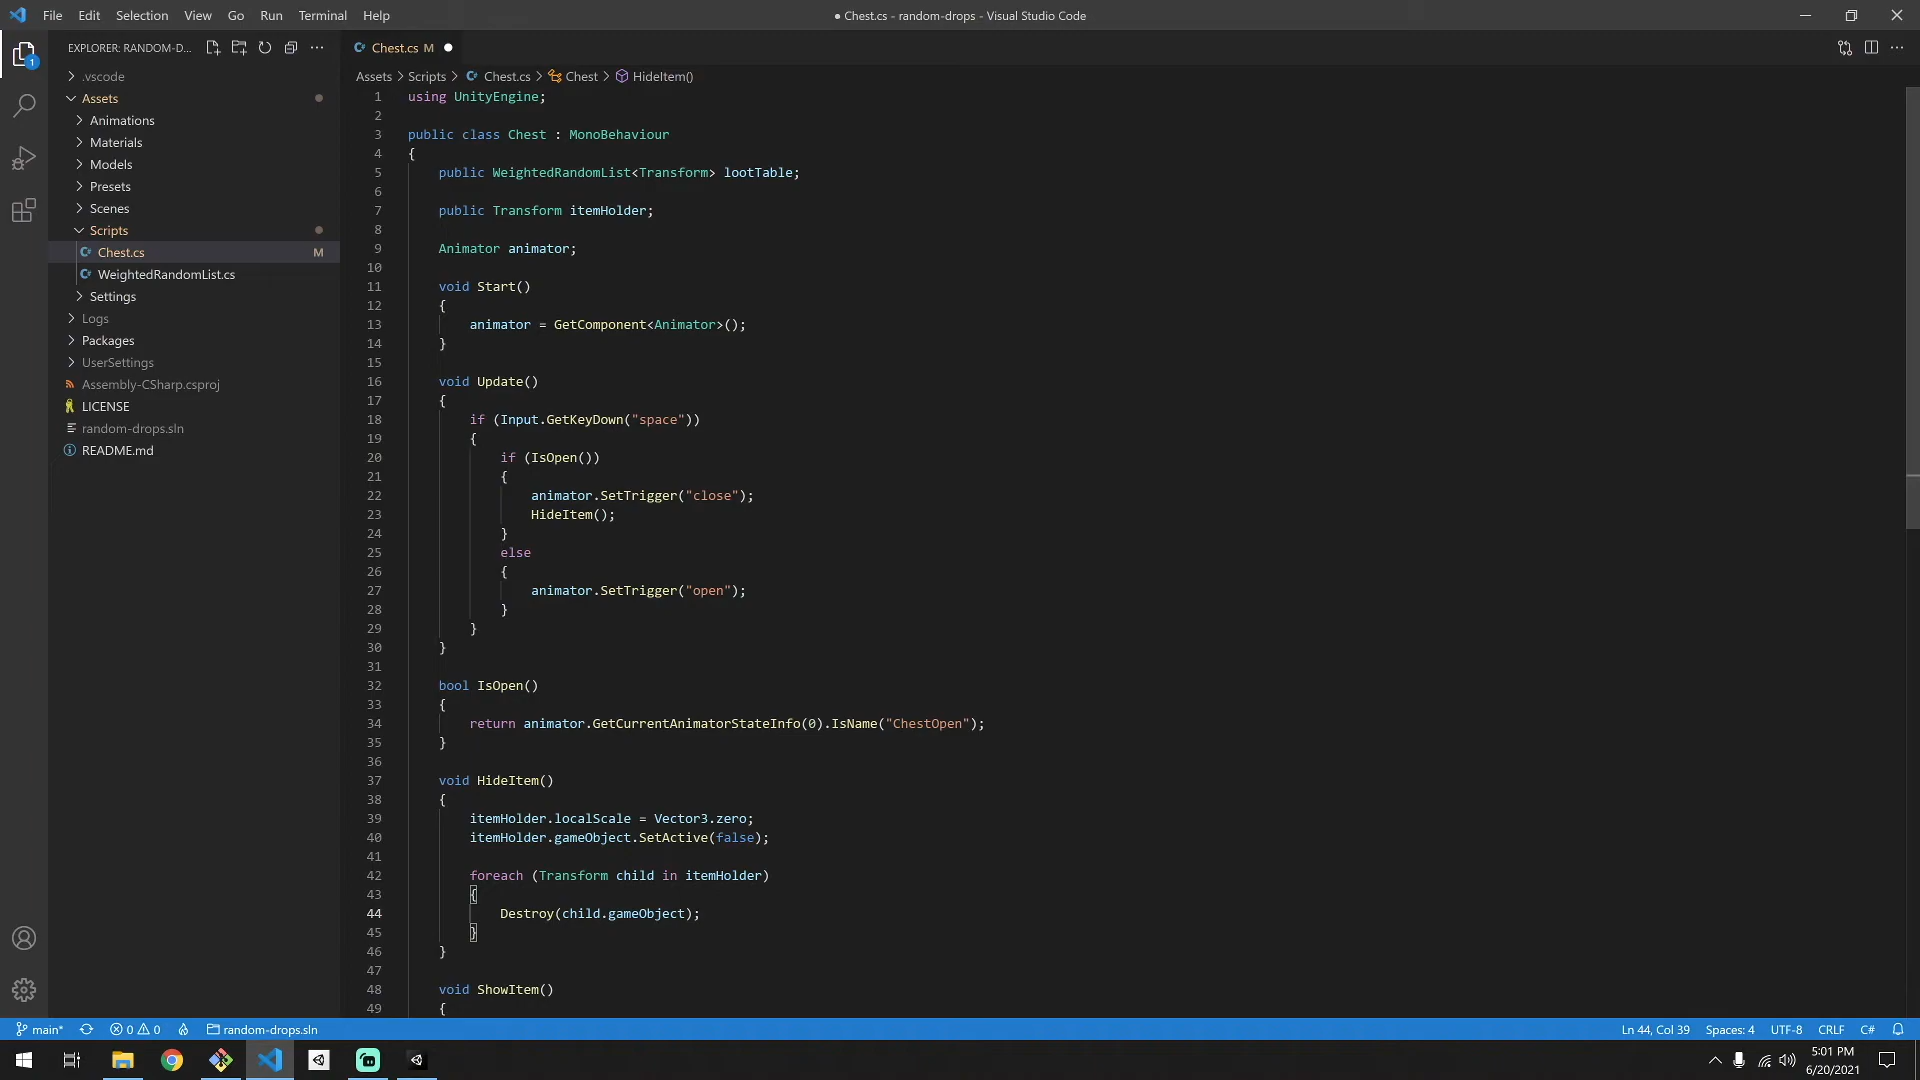 File Edit Selection View Go Run Terminal Help
● Chest.cs - random-drops - Visual Studio Code
EXPLORER: RANDOM-D...
.vscode
Assets
Animations
Materials
Models
Presets
Scenes
Scripts
Chest.cs M
WeightedRandomList.cs
Settings
Logs
Packages
UserSettings
Assembly-CSharp.csproj
LICENSE
random-drops.sln
README.md
1
Chest.cs M
Assets > Scripts > Chest.cs > Chest > HideItem()
1 using UnityEngine;
2
3 public class Chest : MonoBehaviour
4 {
5 public WeightedRandomList<Transform> lootTable;
6
7 public Transform itemHolder;
8
9 Animator animator;
10
11 void Start()
12 {
13 animator = GetComponent<Animator>();
14 }
15
16 void Update()
17 {
18 if (Input.GetKeyDown("space"))
19 {
20 if (IsOpen())
21 {
22 animator.SetTrigger("close");
23 HideItem();
24 }
25 else
26 {
27 animator.SetTrigger("open");
28 }
29 }
30 }
31
32 bool IsOpen()
33 {
34 return animator.GetCurrentAnimatorStateInfo(0).IsName("ChestOpen");
35 }
36
37 void HideItem()
38 {
39 itemHolder.localScale = Vector3.zero;
40 itemHolder.gameObject.SetActive(false);
41
42 foreach (Transform child in itemHolder)
43 {
44 Destroy(child.gameObject);
45 }
46 }
47
48 void ShowItem()
49 {
main* 0 0 random-drops.sln
Ln 44, Col 39 Spaces: 4 UTF-8 CRLF C#
5:01 PM
6/20/2021